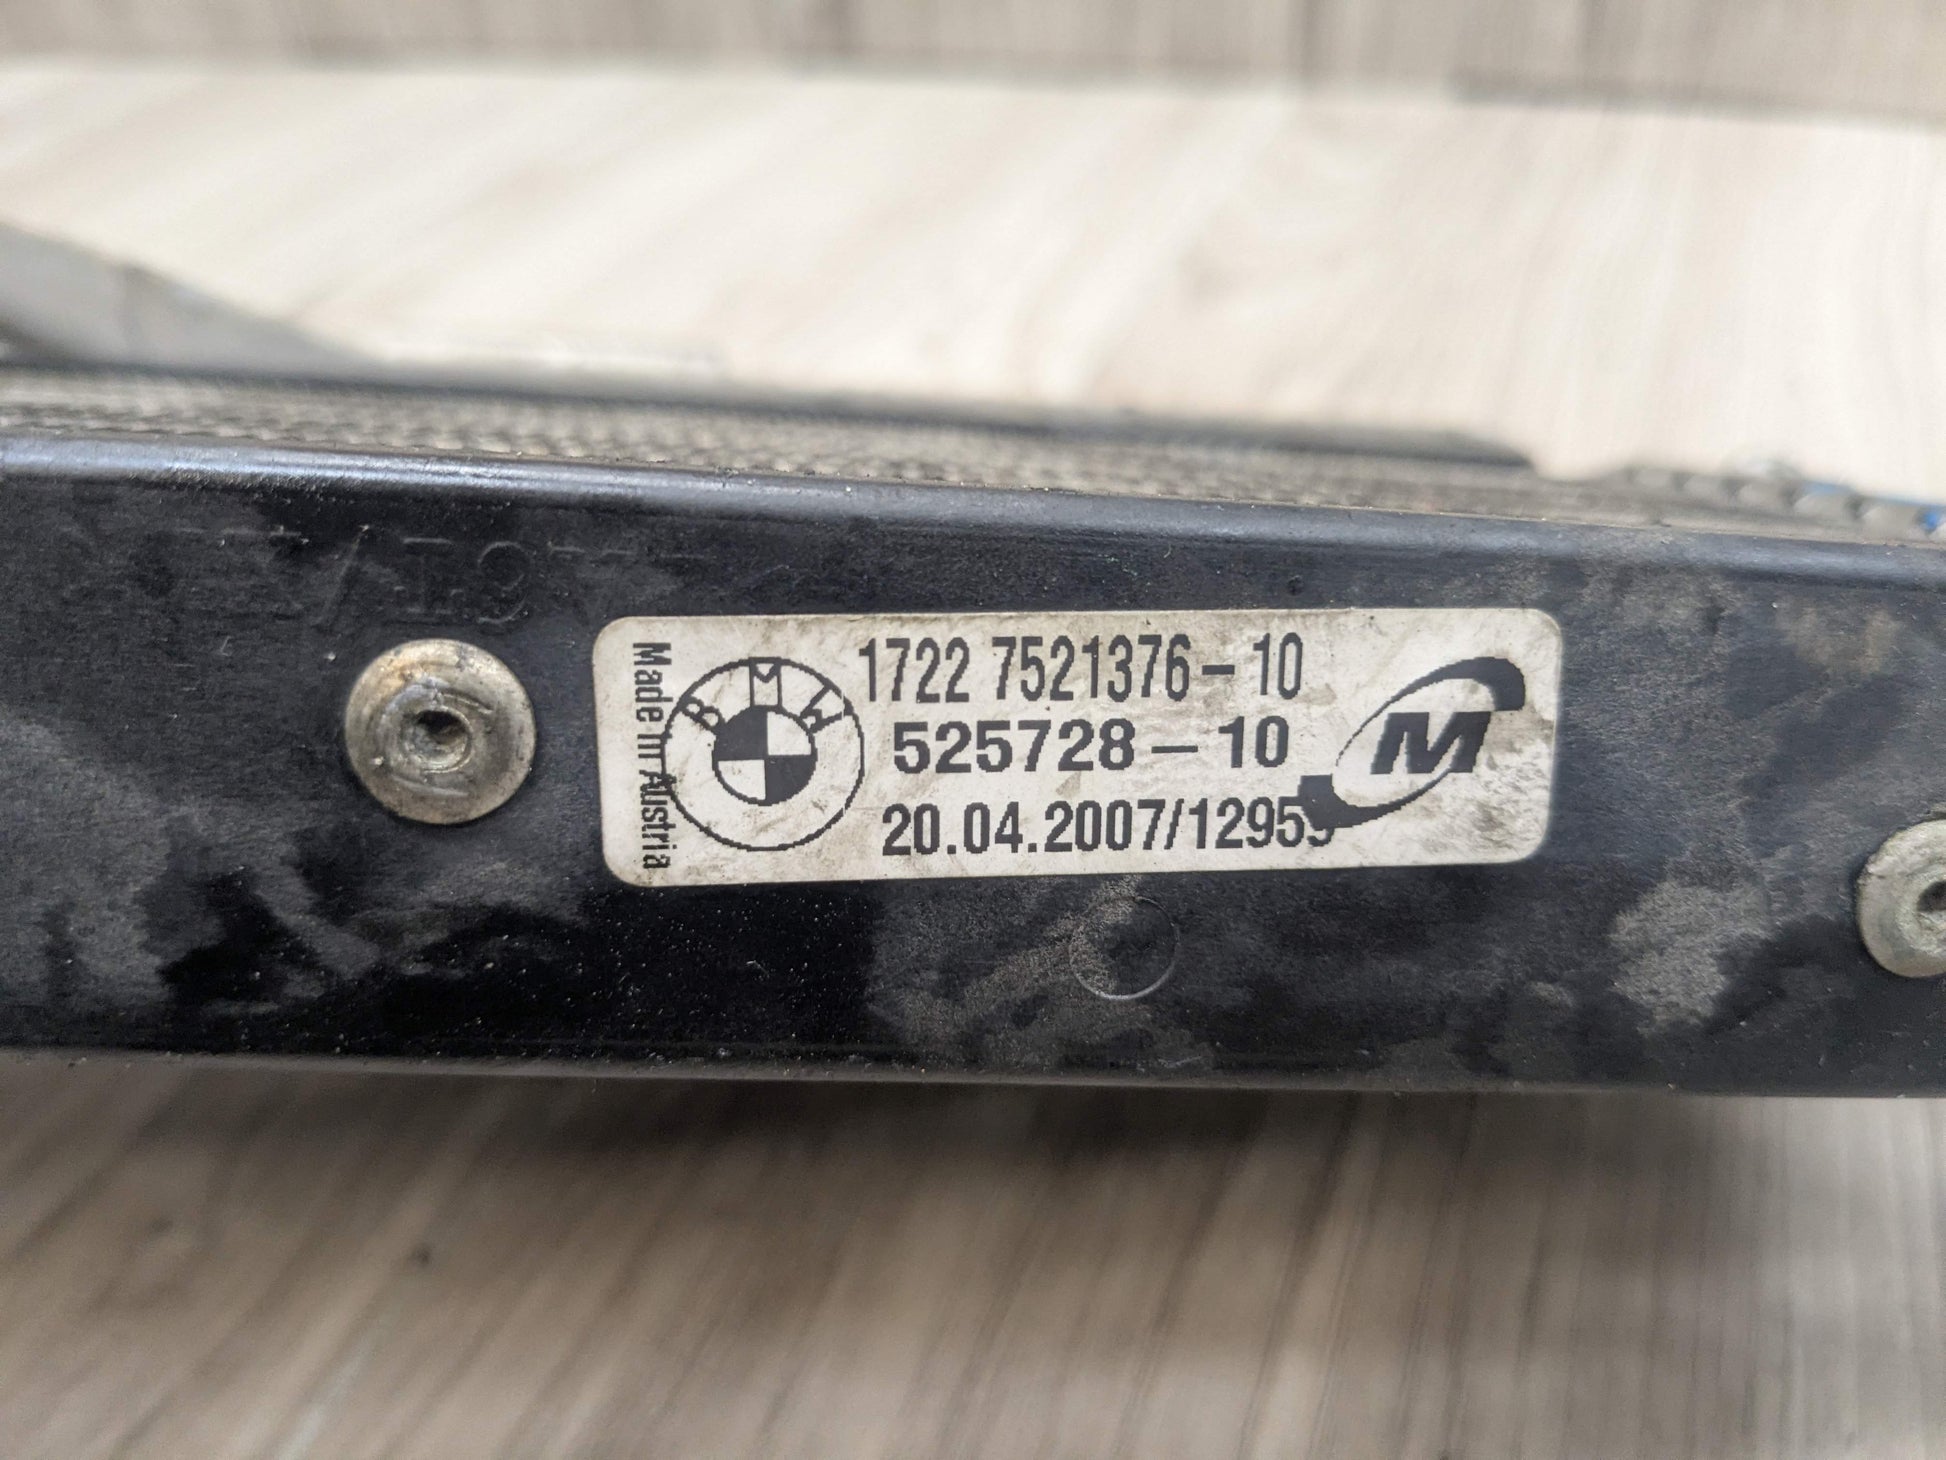 Made in Austria
BMW
1722 7521376-10
525728-10
20.04.2007/12959
M